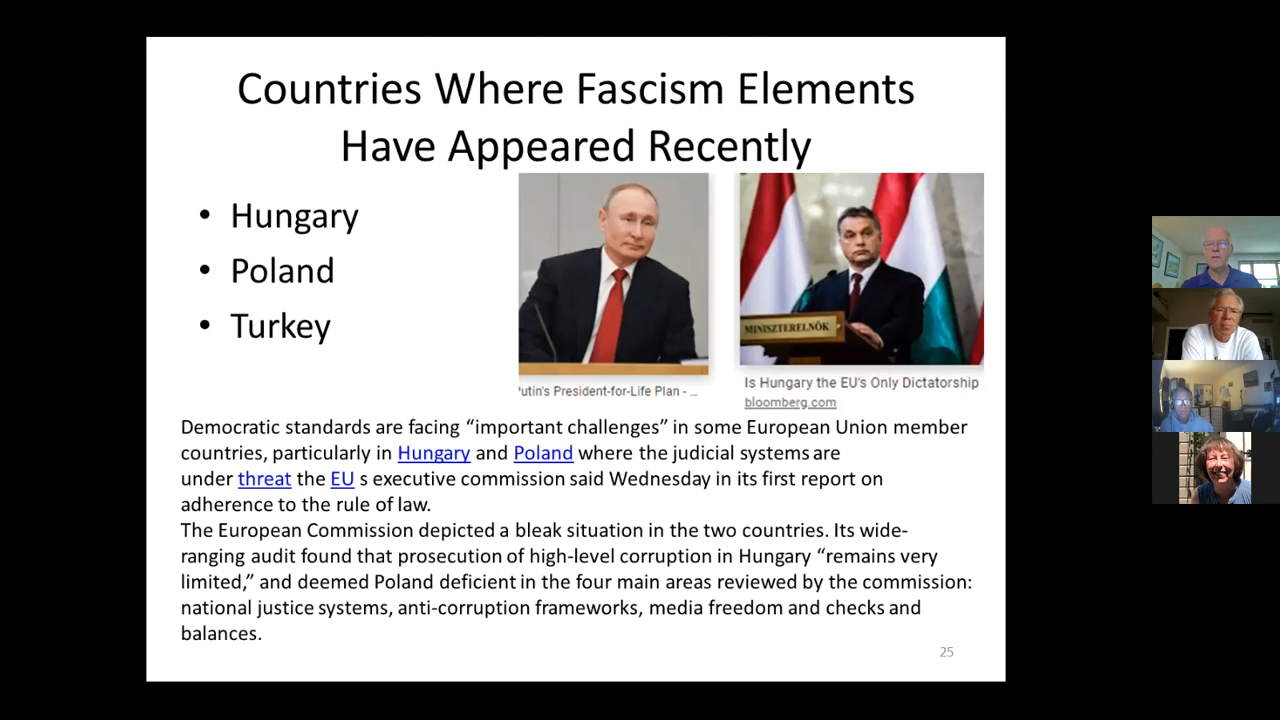 Countries Where Fascism Elements
Have Appeared Recently
• Hungary
• Poland
• Turkey
MINISZTERELNÖK
Putin's President-for-Life Plan - ...
Is Hungary the EU's Only Dictatorship
bloomberg.com
Democratic standards are facing “important challenges” in some European Union member
countries, particularly in Hungary and Poland where the judicial systems are
under threat the EU s executive commission said Wednesday in its first report on
adherence to the rule of law.
The European Commission depicted a bleak situation in the two countries. Its wide-
ranging audit found that prosecution of high-level corruption in Hungary “remains very
limited,” and deemed Poland deficient in the four main areas reviewed by the commission:
national justice systems, anti-corruption frameworks, media freedom and checks and
balances.
25